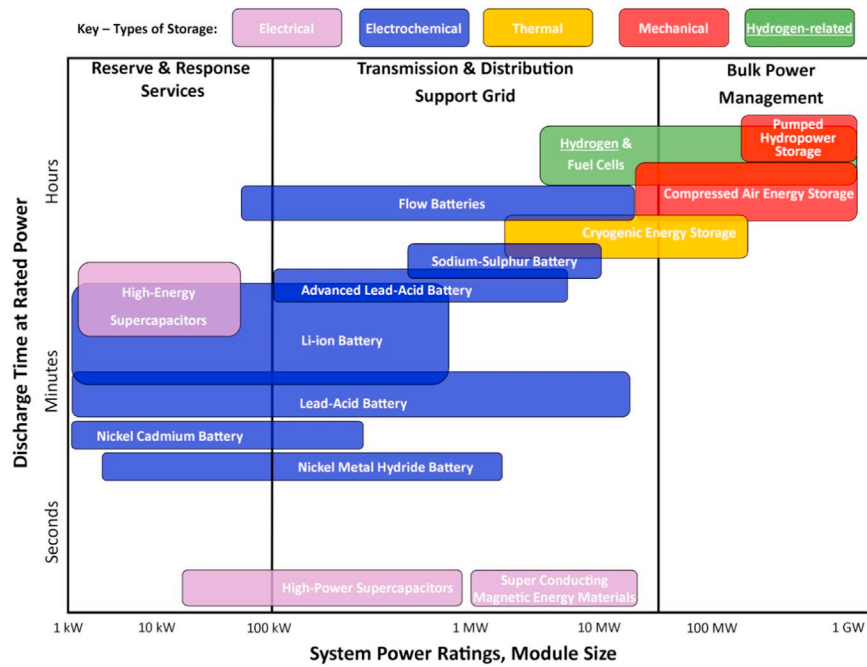 Key – Types of Storage:
Electrical
Electrochemical
Thermal
Mechanical
Hydrogen-related
Reserve & Response
Services
Transmission & Distribution
Support Grid
Bulk Power
Management
Pumped
Hydropower
Storage
Hydrogen &
Fuel Cells
Compressed Air Energy Storage
Flow Batteries
Cryogenic Energy Storage
Sodium-Sulphur Battery
Advanced Lead-Acid Battery
High-Energy
Supercapacitors
Li-ion Battery
Lead-Acid Battery
Nickel Cadmium Battery
Nickel Metal Hydride Battery
High-Power Supercapacitors
Super Conducting
Magnetic Energy Materials
Discharge Time at Rated Power
Hours
Minutes
Seconds
1 kW
10 kW
100 kW
1 MW
10 MW
100 MW
1 GW
System Power Ratings, Module Size